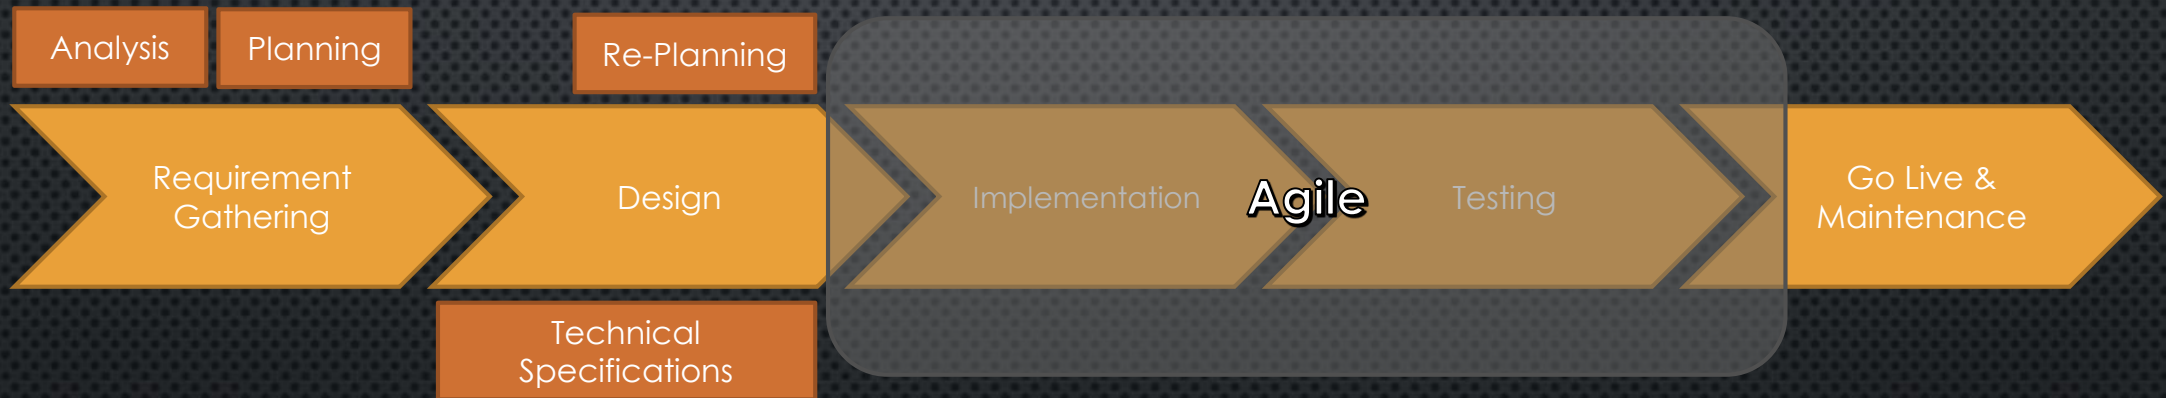 Analysis
Planning
Re-Planning
Requirement
Gathering
Design
Implementation
Agile
Testing
Go Live &
Maintenance
Technical
Specifications